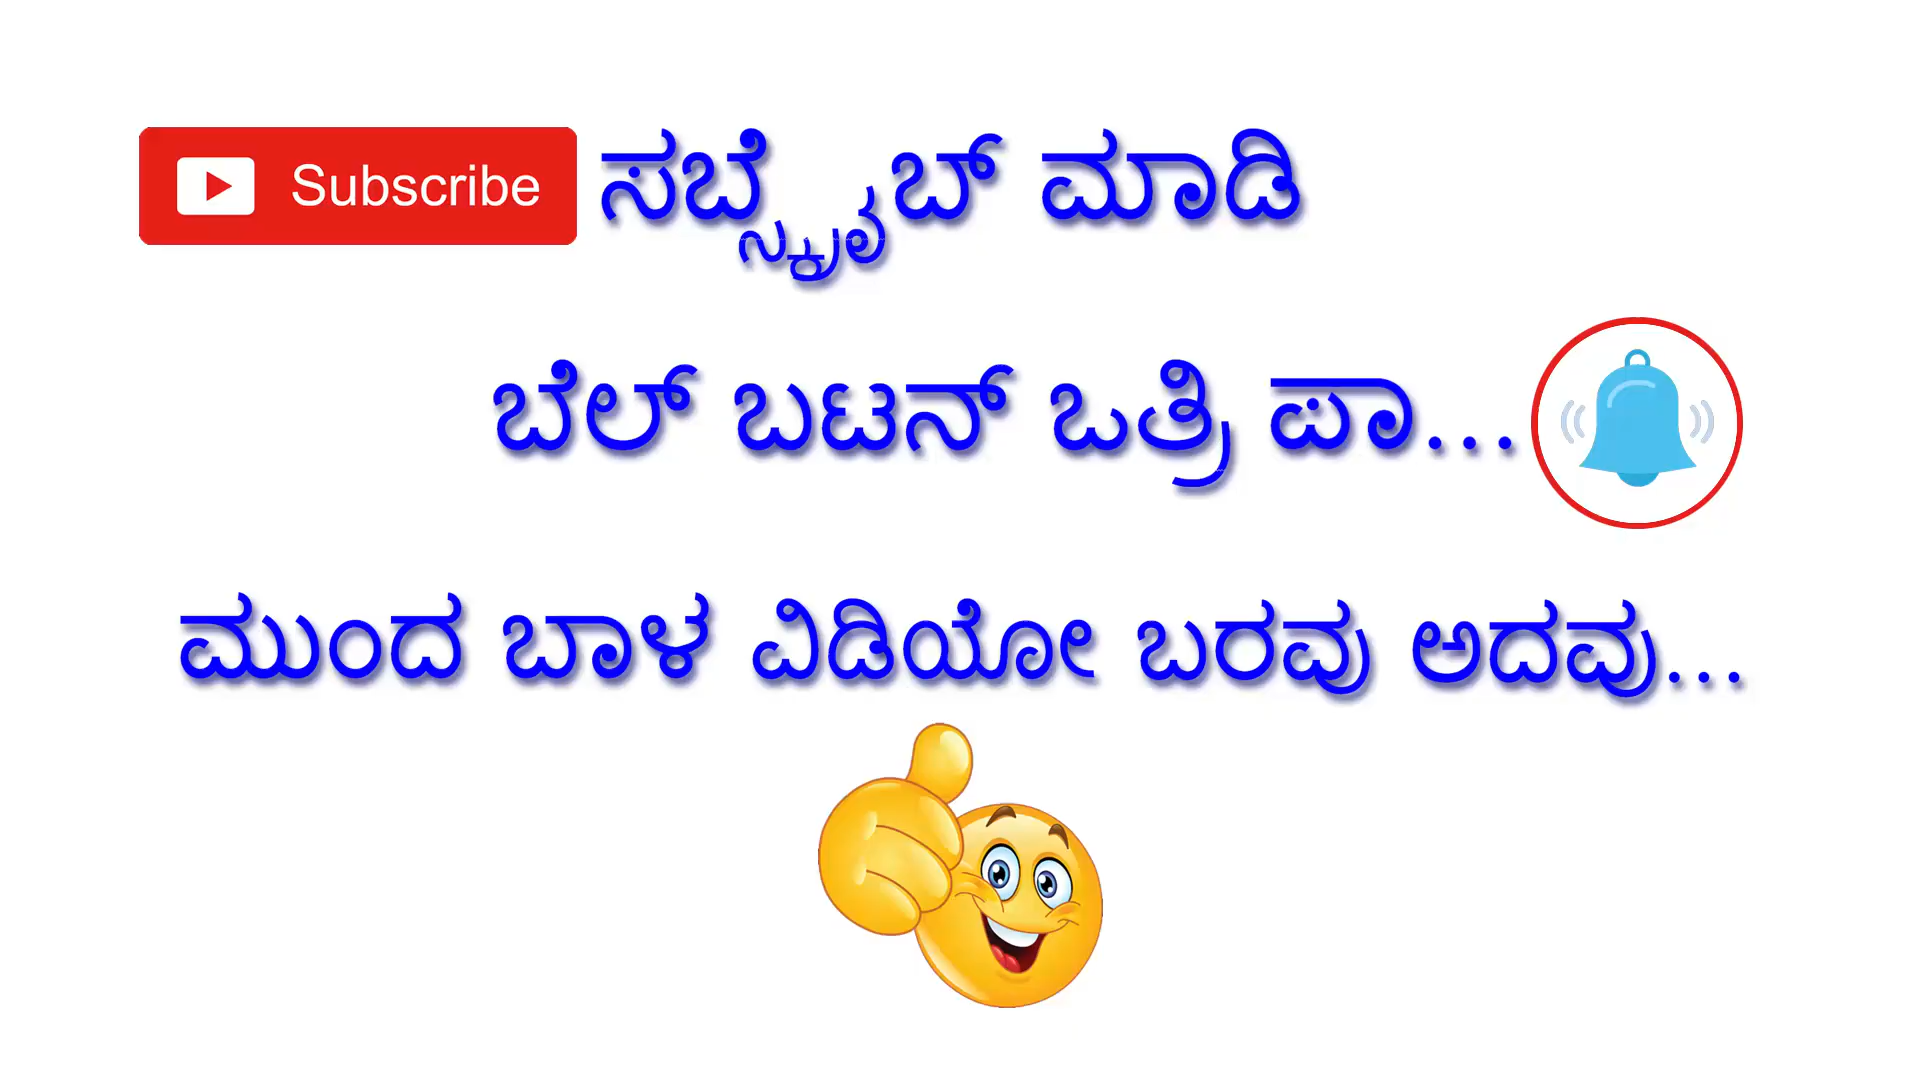 Subscribe ಸಬ್ಸ್ಕ್ರೈಬ್ ಮಾಡಿ
ಬೆಲ್ ಬಟನ್ ಒತ್ರಿ ಪಾ...
ಮುಂದ ಬಾಳ ವಿಡಿಯೋ ಬರವು ಅದವು...